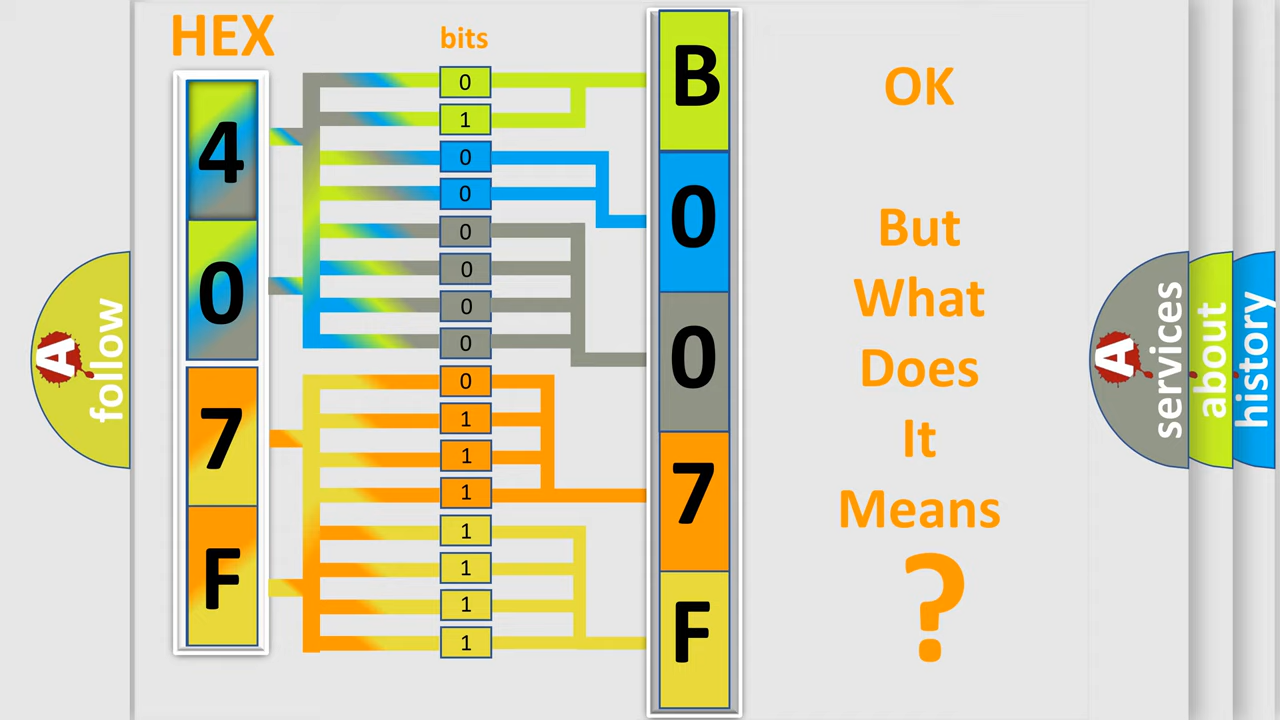 HEX
bits
4
0
7
F
0
1
0
0
0
0
0
0
0
1
1
1
1
1
1
1
B
0
0
7
F
OK
But
What
Does
It
Means
?
A
follow
A
services
about
history